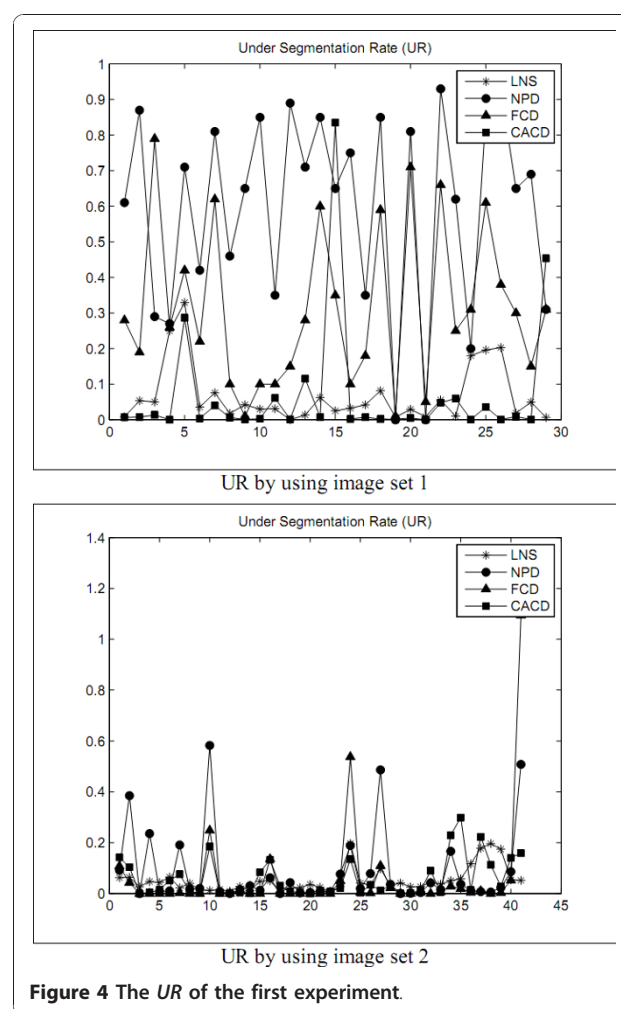 Under Segmentation Rate (UR)
1
0.9
0.8
0.7
0.6
0.5
0.4
0.3
0.2
0.1
0
0 5 10 15 20 25 30
LNS
NPD
FCD
CACD
UR by using image set 1
Under Segmentation Rate (UR)
1.4
1.2
1
0.8
0.6
0.4
0.2
0
0 5 10 15 20 25 30 35 40 45
LNS
NPD
FCD
CACD
UR by using image set 2
Figure 4 The UR of the first experiment.